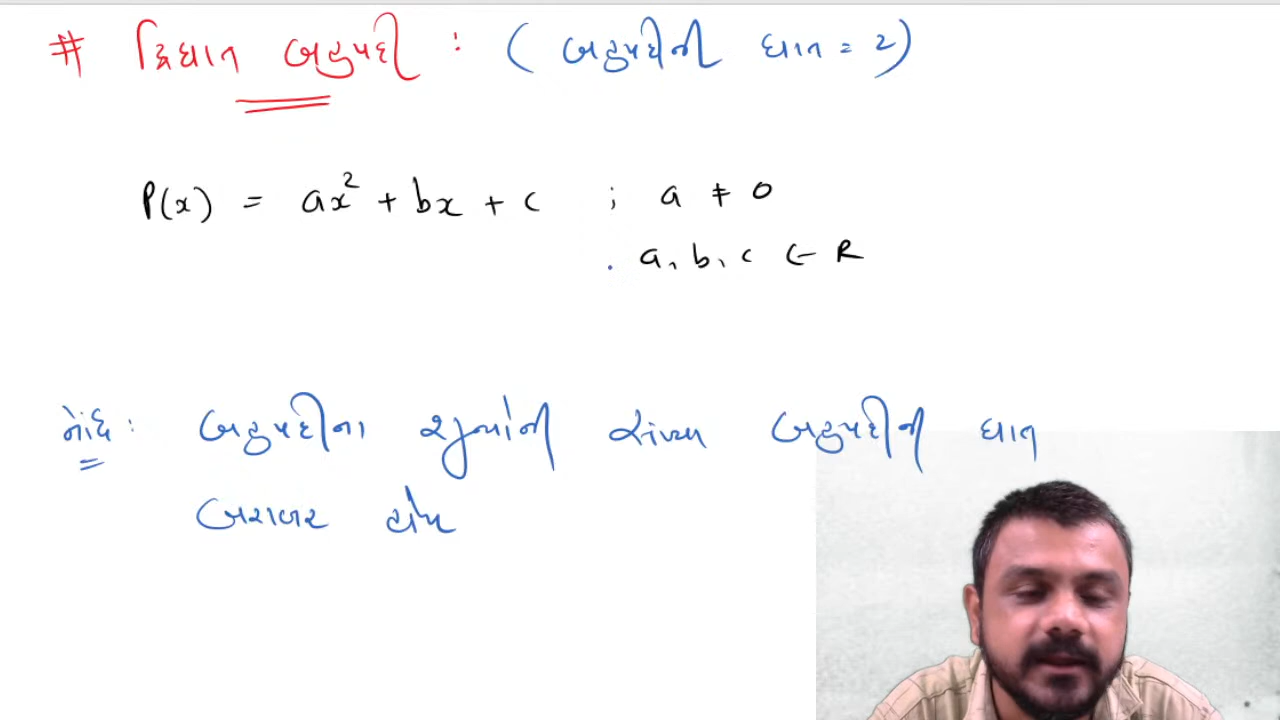 # દ્વિઘાત બહુપદી : ( બહુપદીની ઘાત = 2)
P(x) = ax² + bx + c ; a ≠ 0
a, b, c ∈ R
નોંધ : બહુપદીના શૂન્યોની સંખ્યા બહુપદીની ઘાત
બરાબર હોય